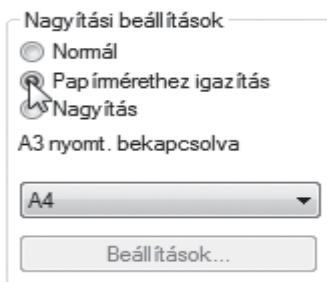 Nagyítási beállítások
Normál
Papírmérethez igazítás
Nagyítás
A3 nyomt. bekapcsolva
A4
Beállítások...